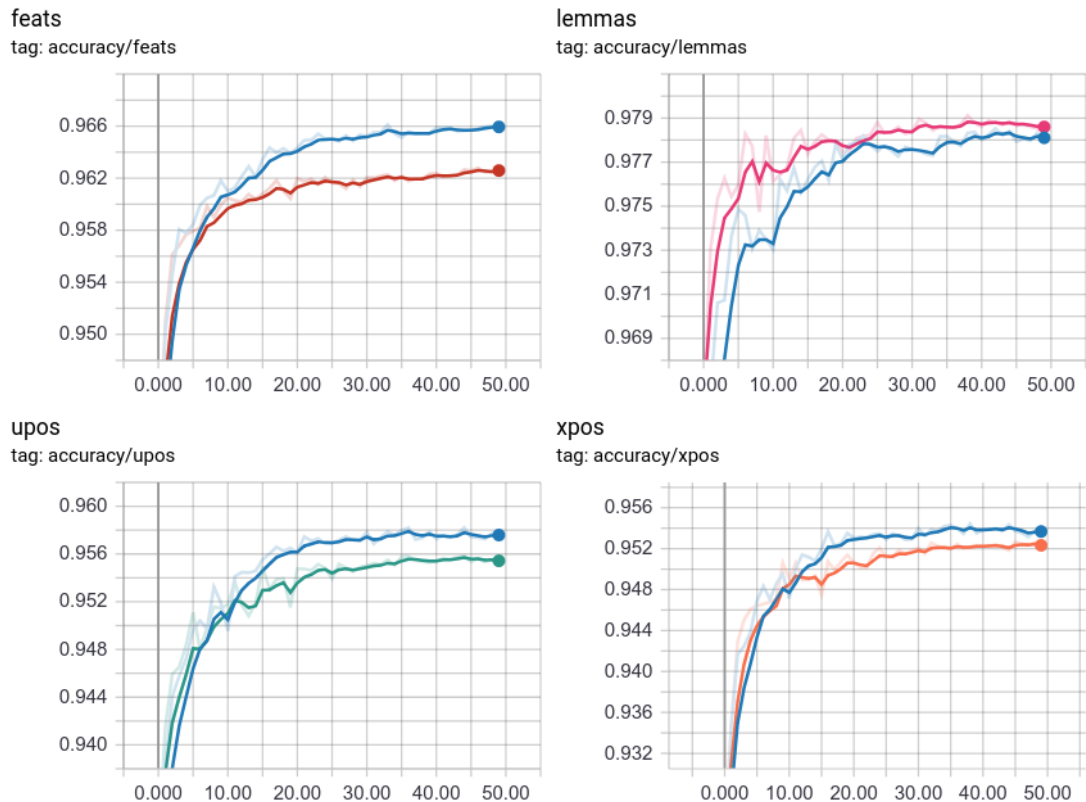 feats
tag: accuracy/feats
0.966
0.962
0.958
0.954
0.950
0.000 10.00 20.00 30.00 40.00 50.00
lemmas
tag: accuracy/lemmas
0.979
0.977
0.975
0.973
0.971
0.969
0.000 10.00 20.00 30.00 40.00 50.00
upos
tag: accuracy/upos
0.960
0.956
0.952
0.948
0.944
0.940
0.000 10.00 20.00 30.00 40.00 50.00
xpos
tag: accuracy/xpos
0.956
0.952
0.948
0.944
0.940
0.936
0.932
0.000 10.00 20.00 30.00 40.00 50.00